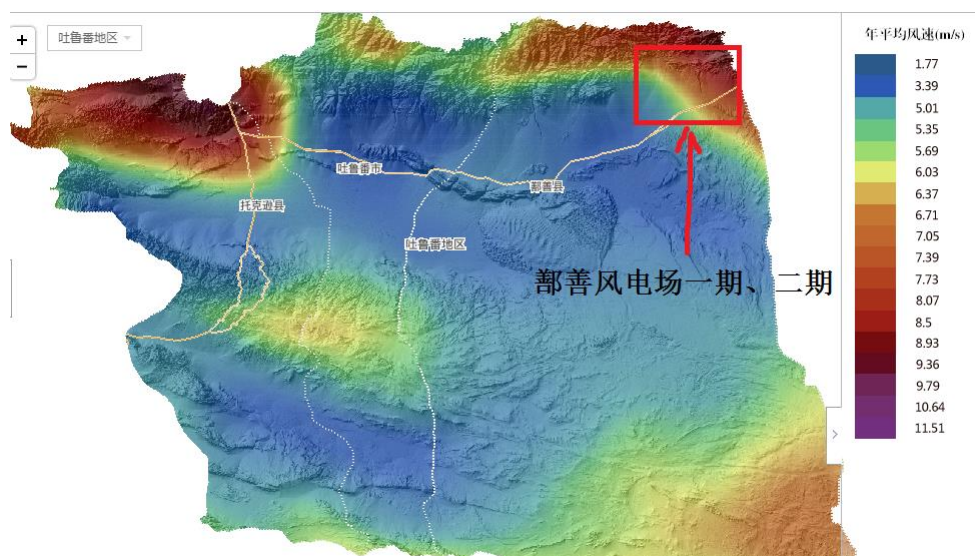 +
−
吐鲁番地区
吐鲁番市
鄯善县
托克逊县
吐鲁番地区
鄯善风电场一期、二期
年平均风速(m/s)
1.77
3.39
5.01
5.35
5.69
6.03
6.37
6.71
7.05
7.39
7.73
8.07
8.5
8.93
9.36
9.79
10.64
11.51